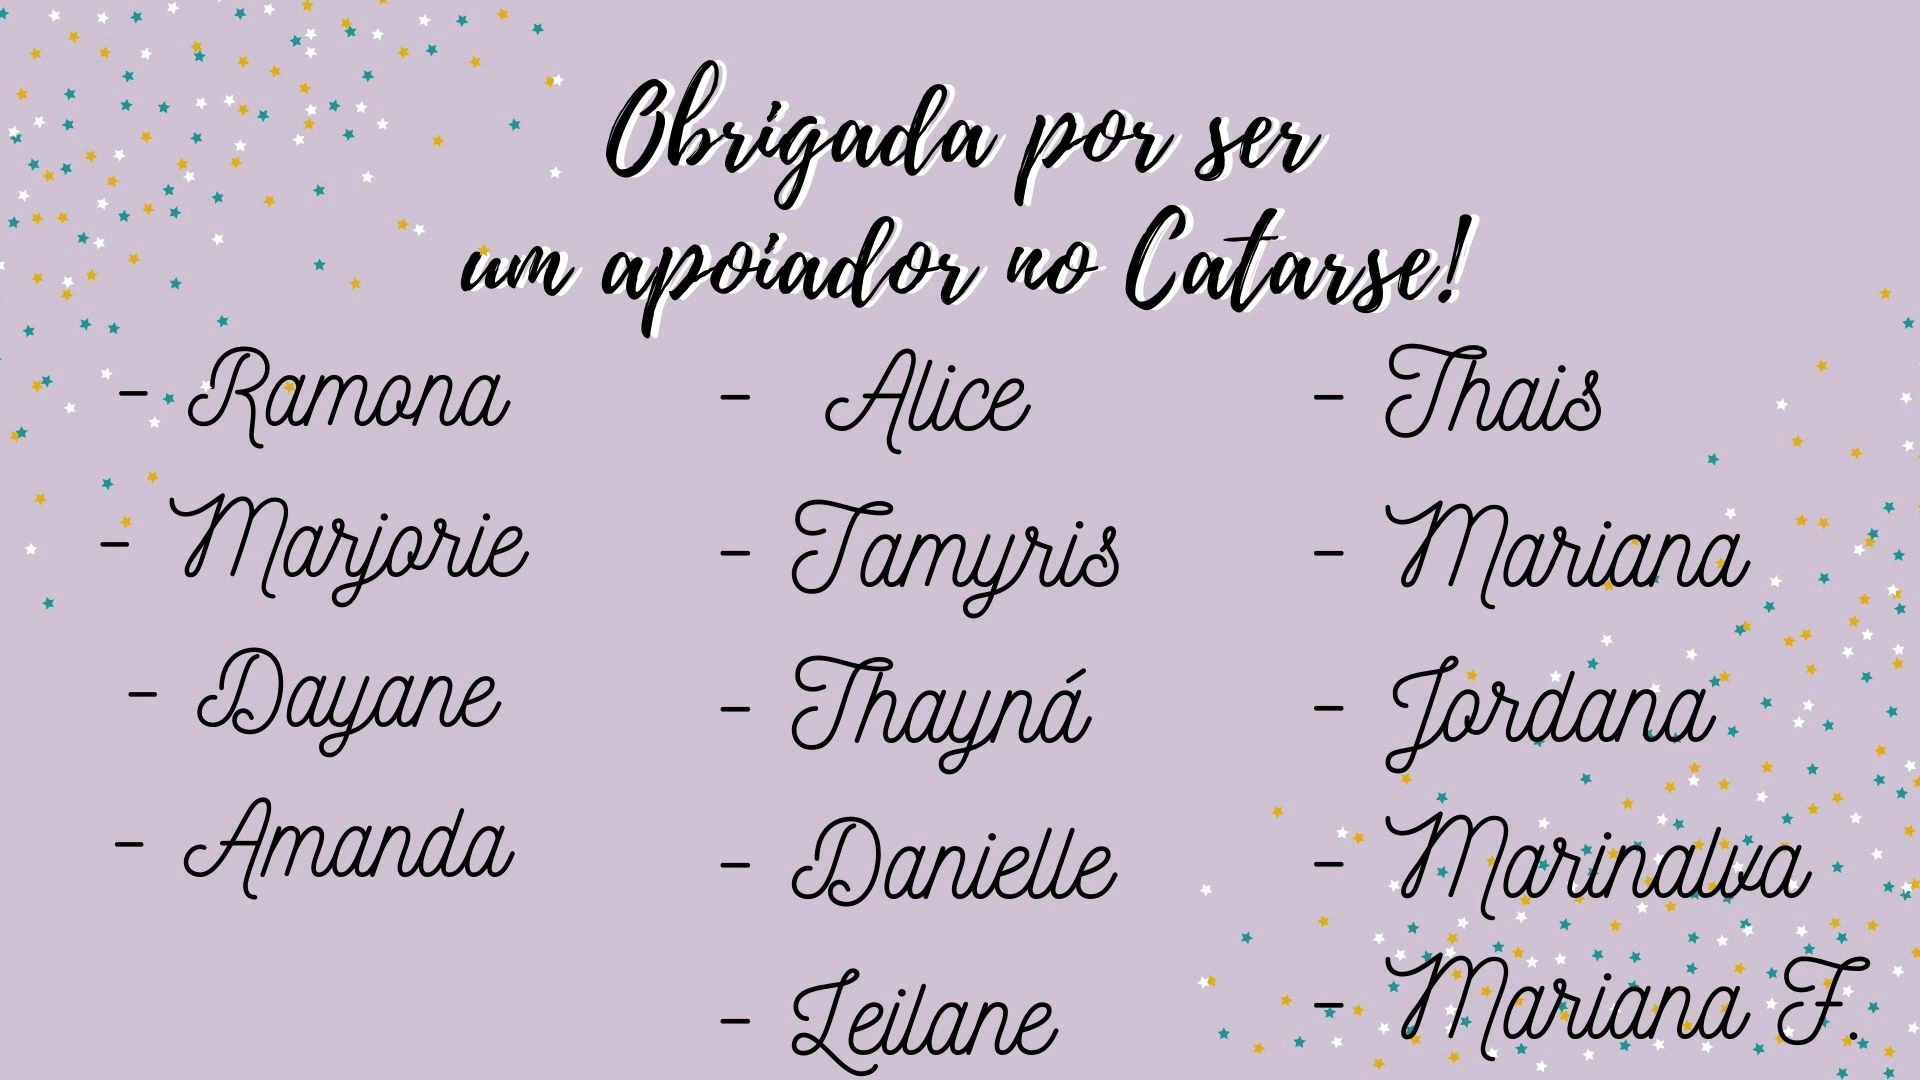 Obrigada por ser
um apoiador no Catarse!
- Ramona
- Marjorie
- Dayane
- Amanda
- Alice
- Tamyris
- Thayná
- Danielle
- Leilane
- Thais
- Mariana
- Jordana
- Marinalva
- Mariana F.